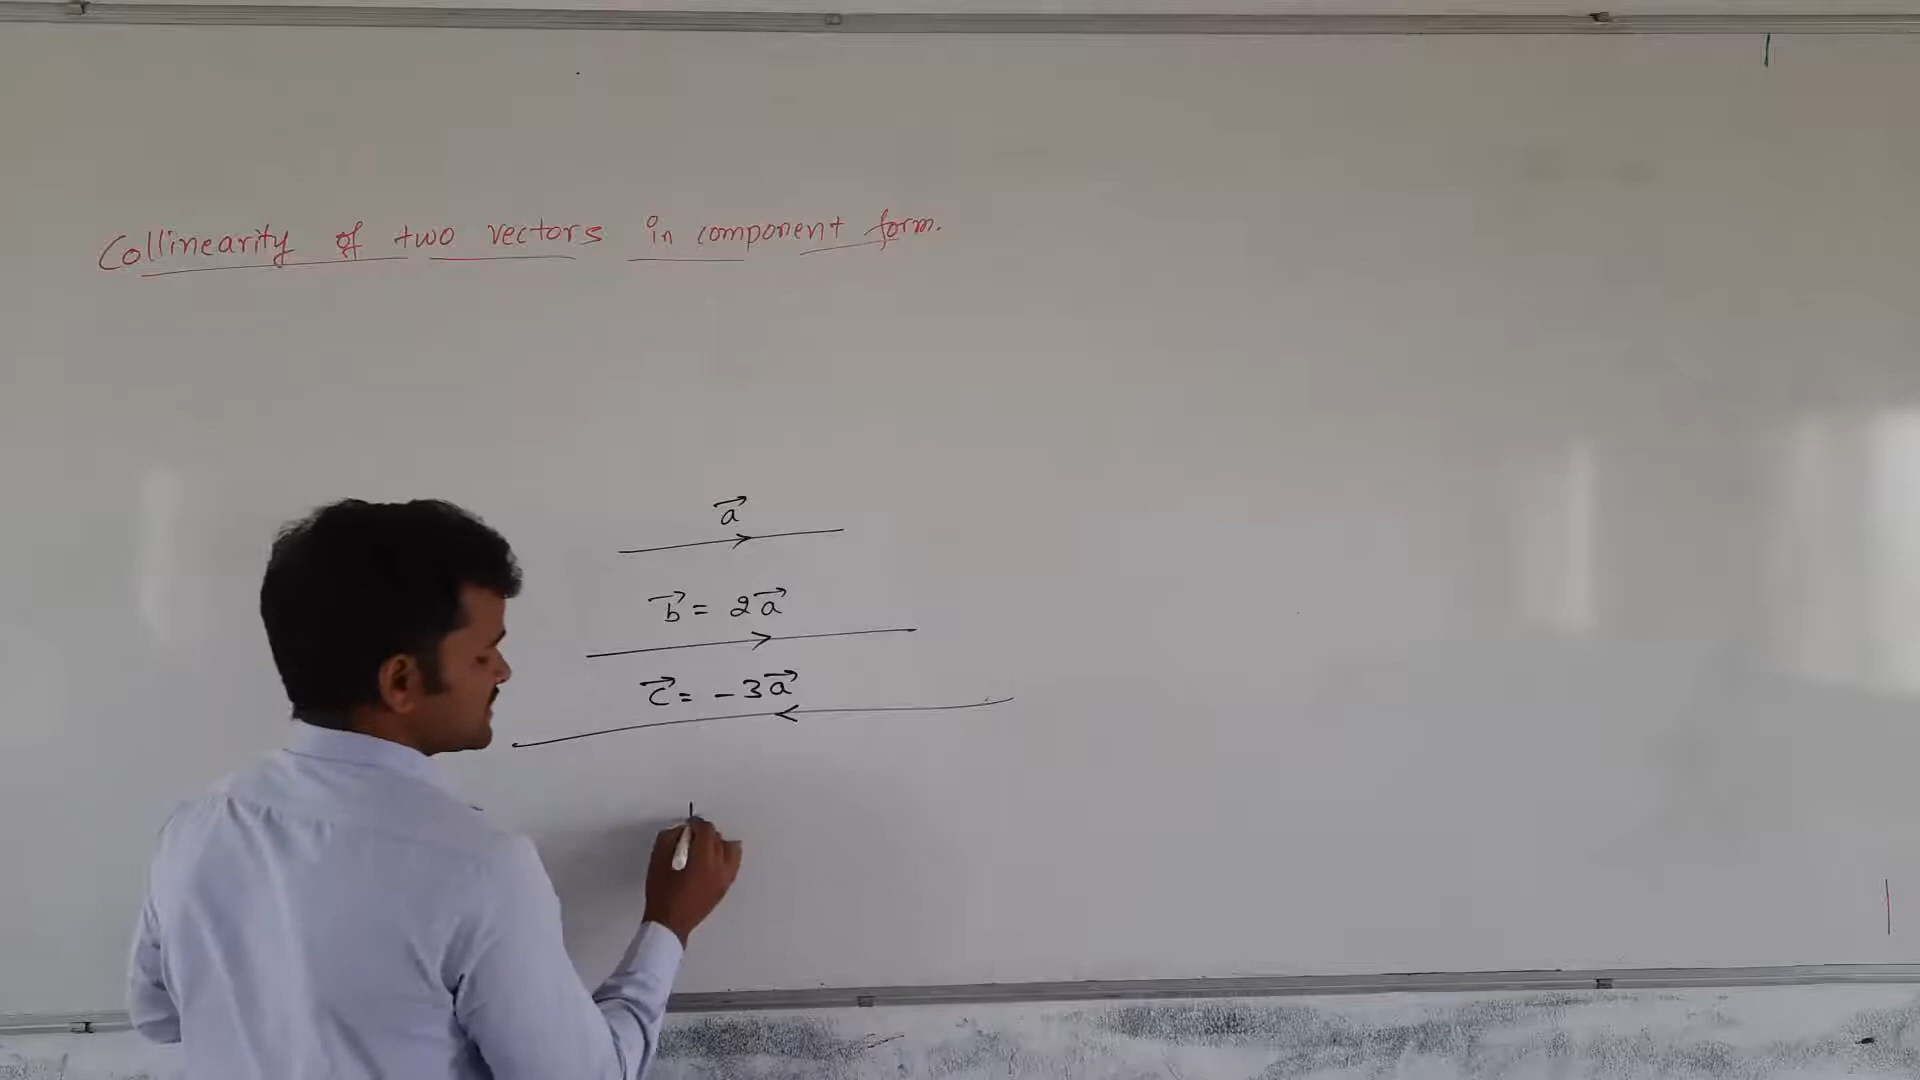 Collinearity of two vectors in component form.
a⃗
b⃗ = 2a⃗
c⃗ = -3a⃗